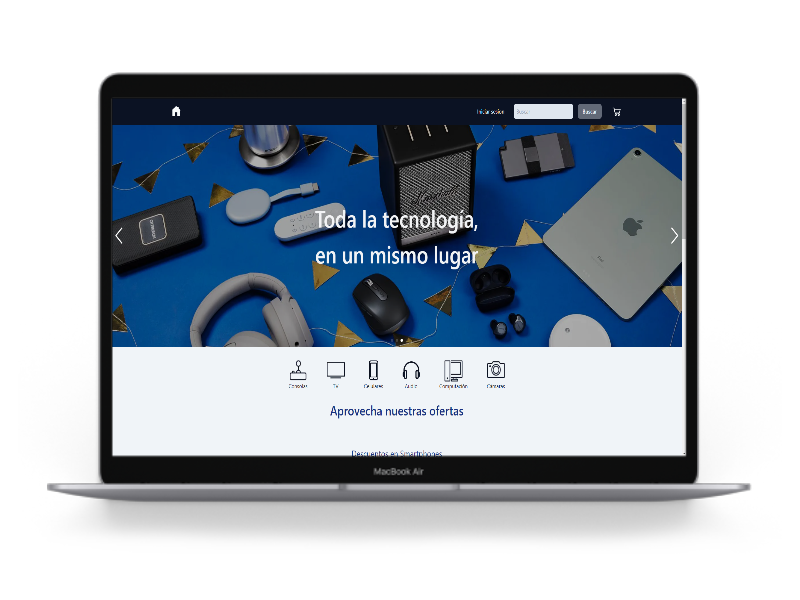 Iniciar sesión
Buscar
Buscar
Toda la tecnología,
en un mismo lugar
Consolas
TV
Celulares
Audio
Computación
Cámaras
Aprovecha nuestras ofertas
Descuentos en Smartphones
MacBook Air